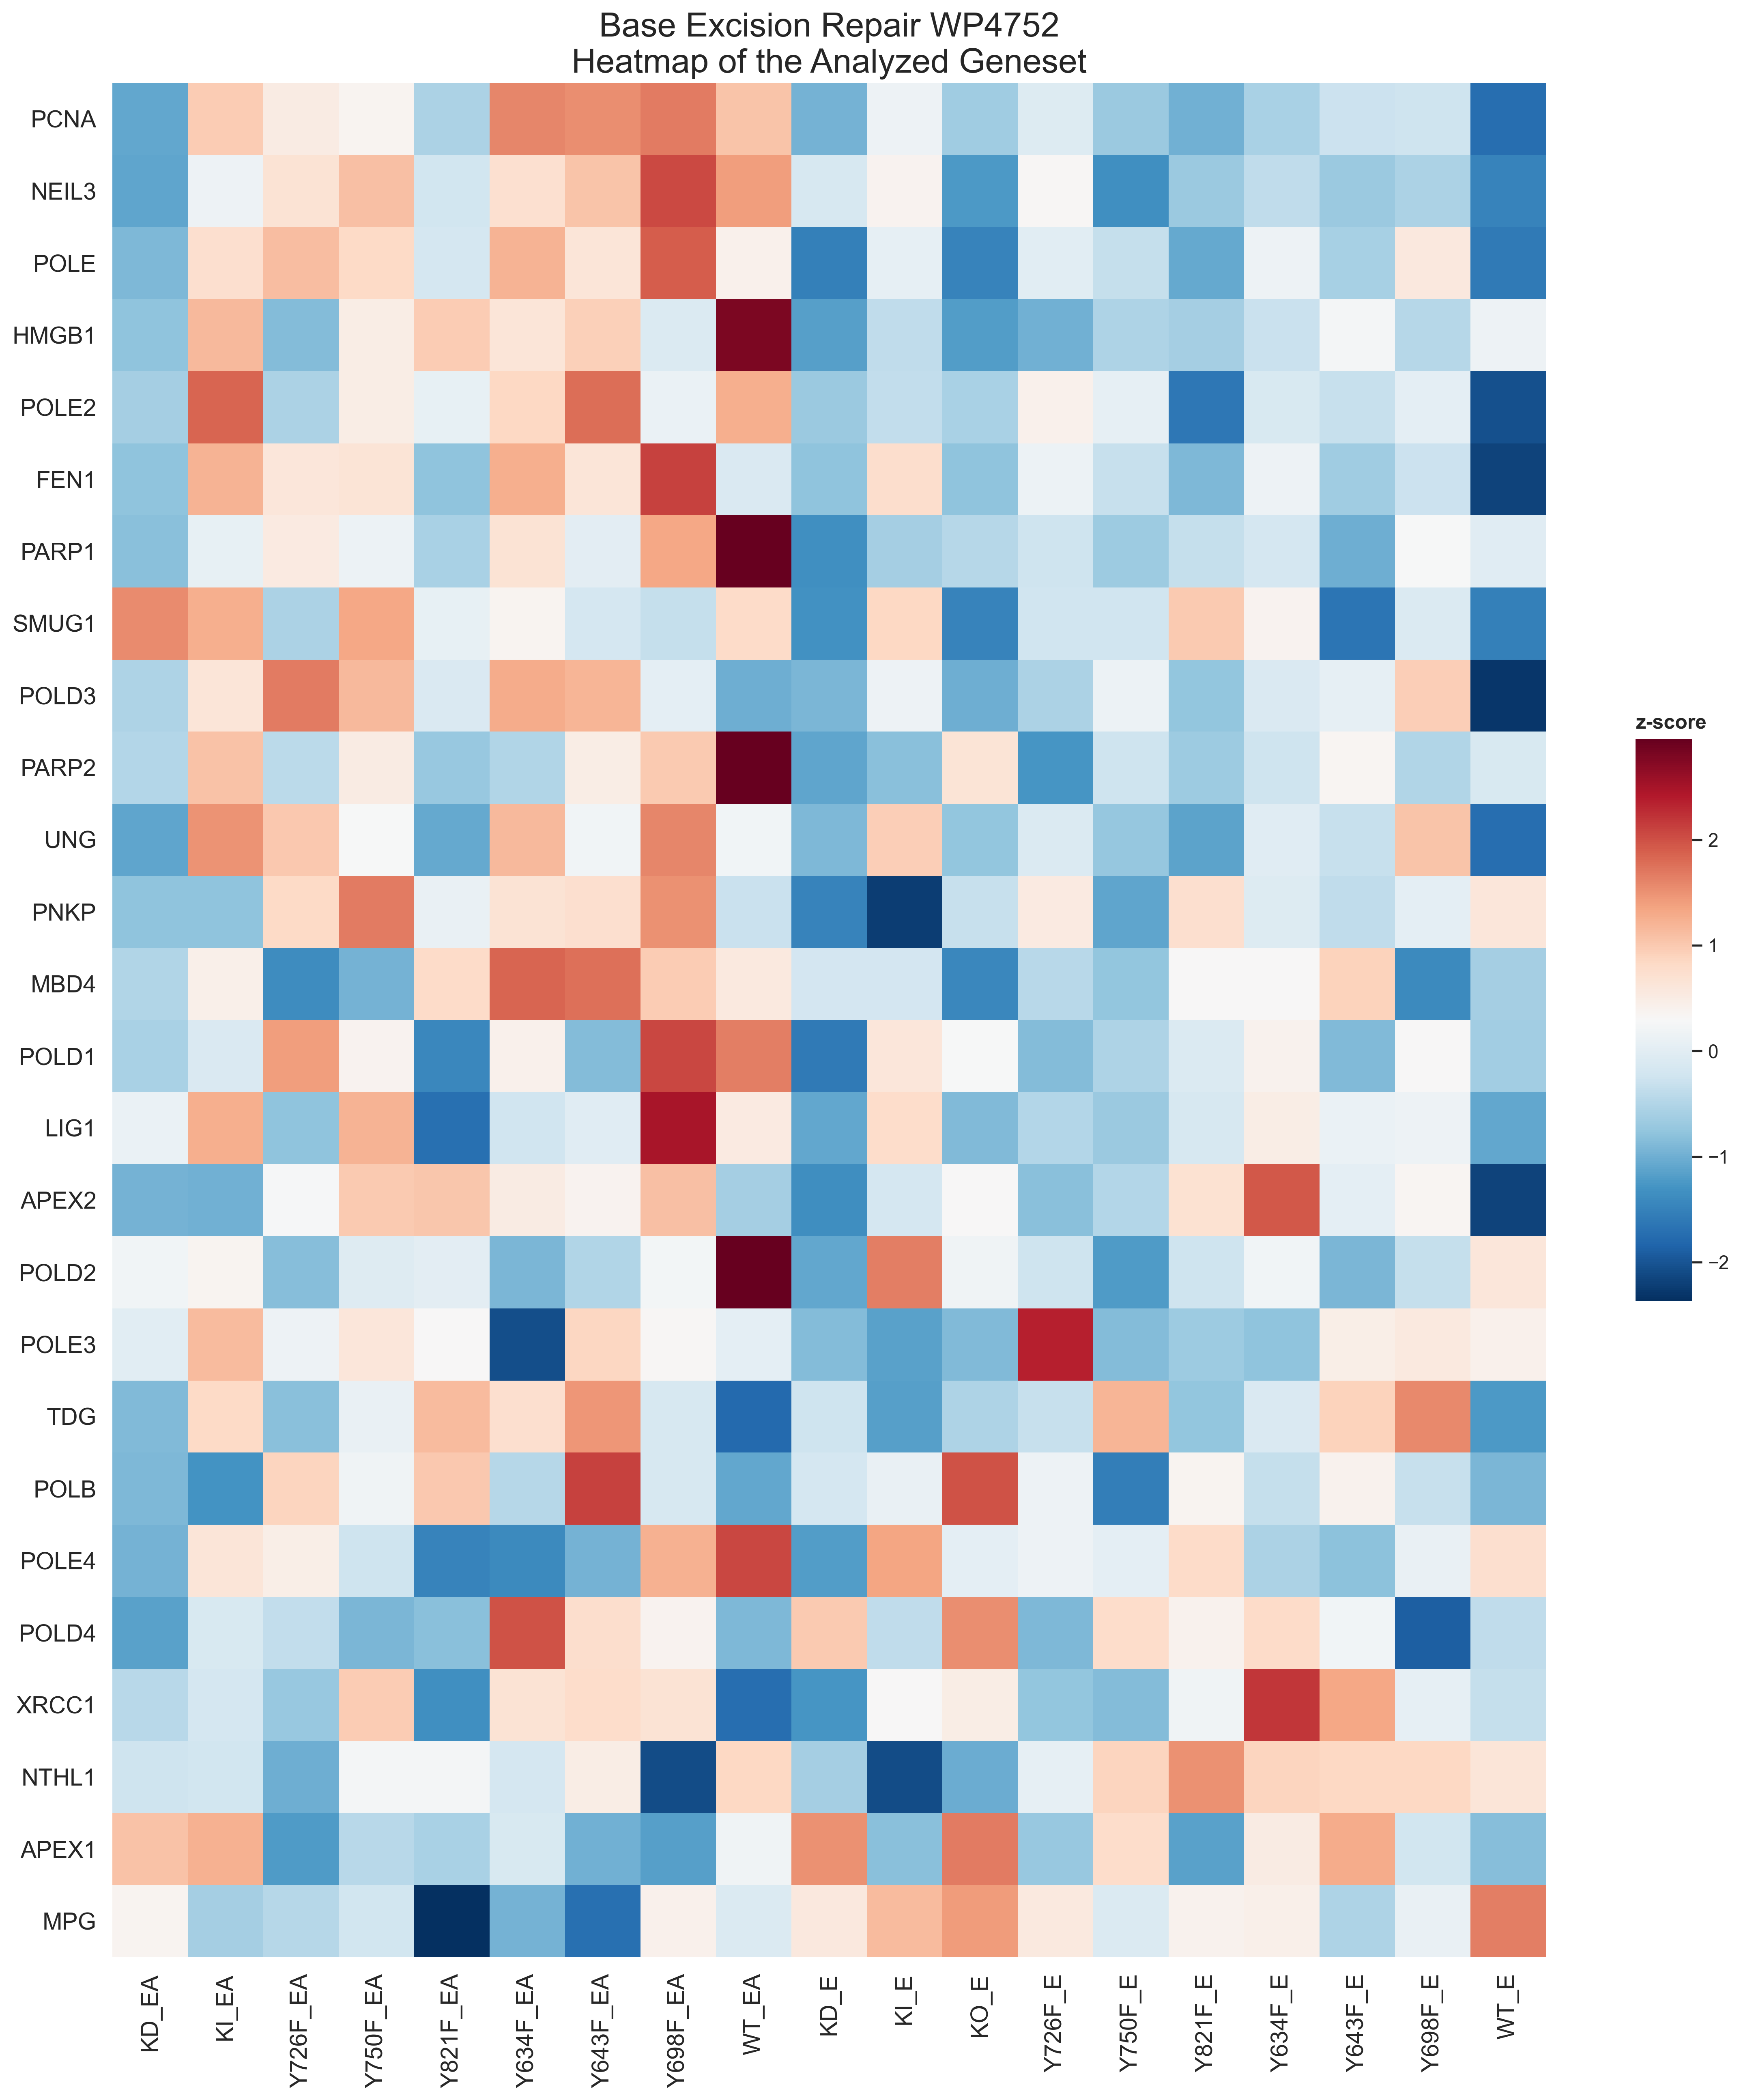 Base Excision Repair WP4752
Heatmap of the Analyzed Geneset
PCNA
NEIL3
POLE
HMGB1
POLE2
FEN1
PARP1
SMUG1
POLD3
PARP2
UNG
PNKP
MBD4
POLD1
LIG1
APEX2
POLD2
POLE3
TDG
POLB
POLE4
POLD4
XRCC1
NTHL1
APEX1
MPG
KD_EA
KI_EA
Y726F_EA
Y750F_EA
Y821F_EA
Y634F_EA
Y643F_EA
Y698F_EA
WT_EA
KD_E
KI_E
KO_E
Y726F_E
Y750F_E
Y821F_E
Y634F_E
Y643F_E
Y698F_E
WT_E
z-score
2
1
0
−1
−2